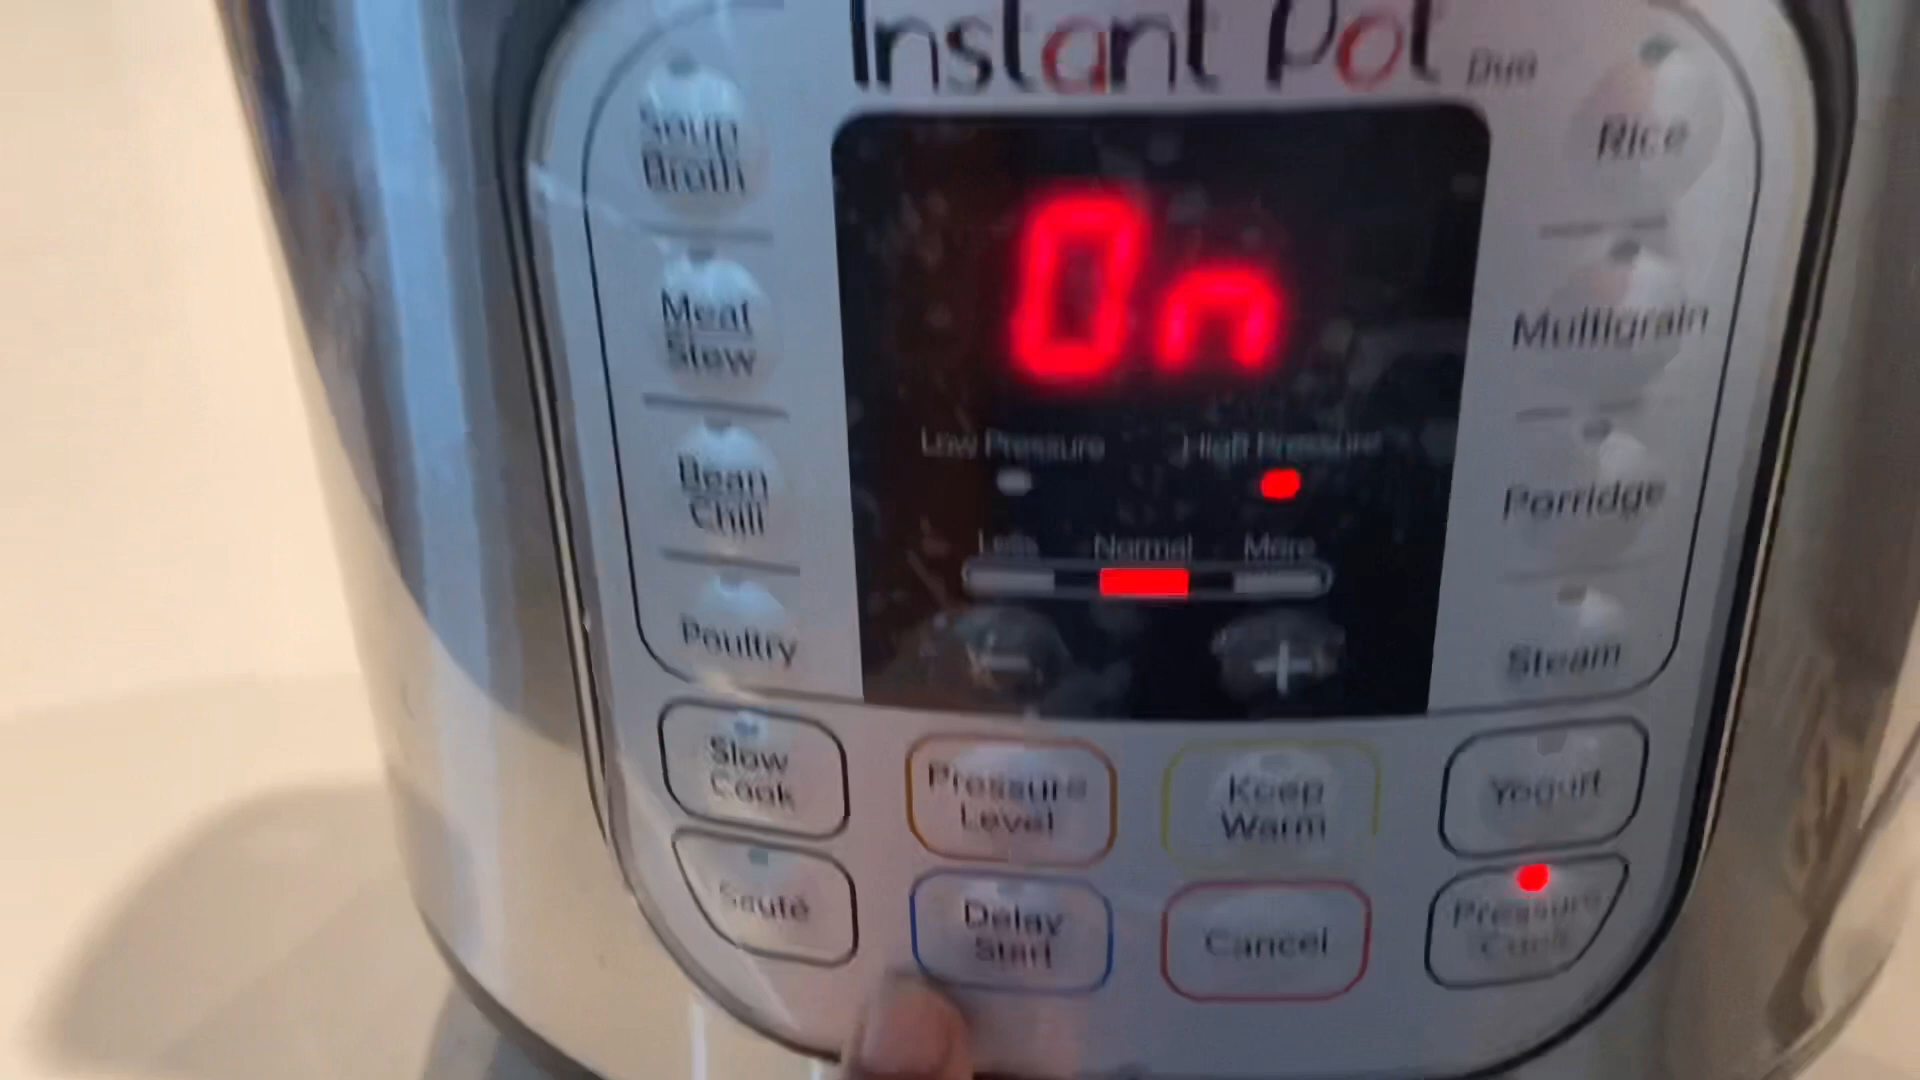 Instant Pot Duo
Soup
Broth
Rice
On
Meat
Stew
Multigrain
Low Pressure
High Pressure
Bean
Chili
Porridge
Less
Normal
More
Poultry
−
+
Steam
Slow
Cook
Pressure
Level
Keep
Warm
Yogurt
Sauté
Delay
Start
Cancel
Pressure
Cook